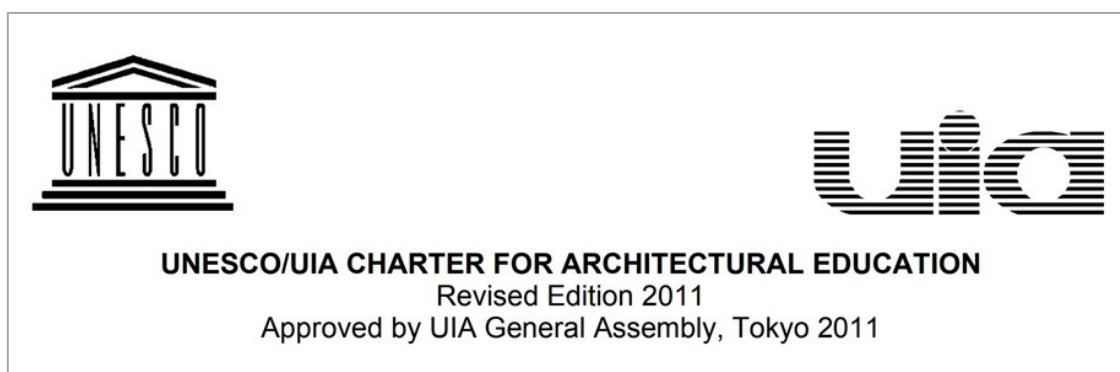 UNESCO
uia
UNESCO/UIA CHARTER FOR ARCHITECTURAL EDUCATION
Revised Edition 2011
Approved by UIA General Assembly, Tokyo 2011